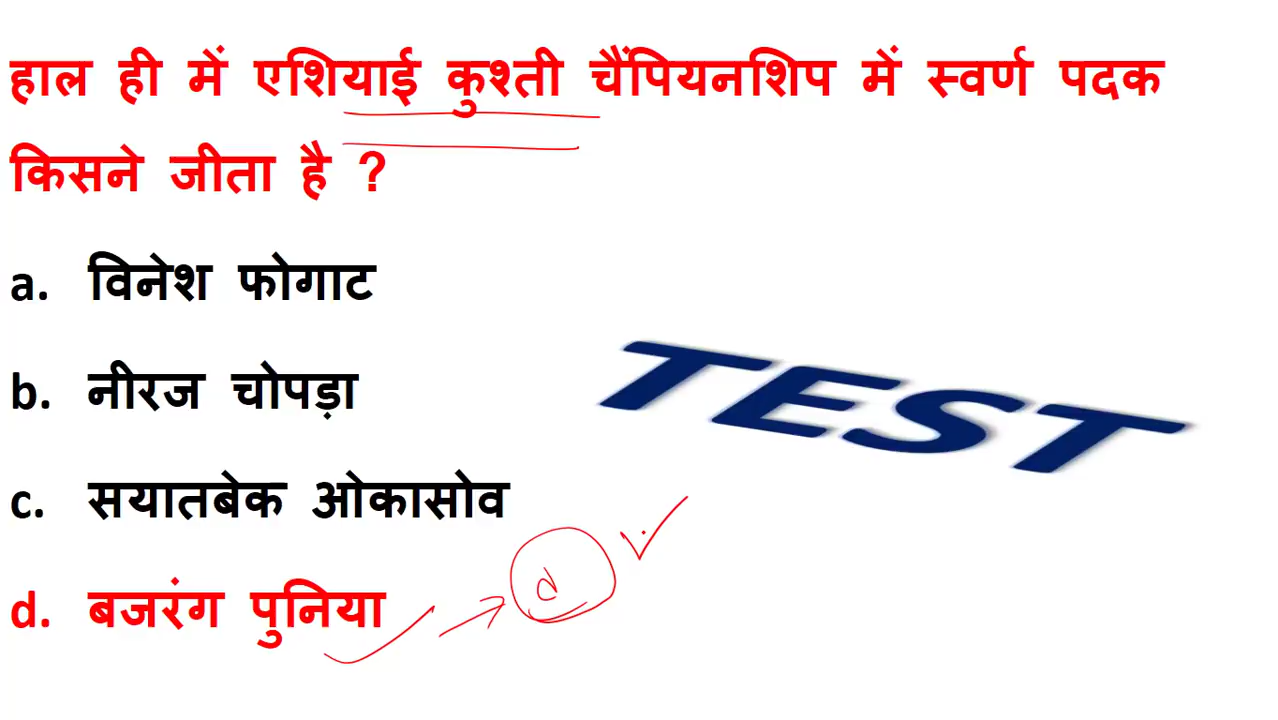 हाल ही में एशियाई कुश्ती चैंपियनशिप में स्वर्ण पदक
किसने जीता है ?
a. विनेश फोगाट
b. नीरज चोपड़ा
TEST
c. सयातबेक ओकासोव
d. बजरंग पुनिया
d